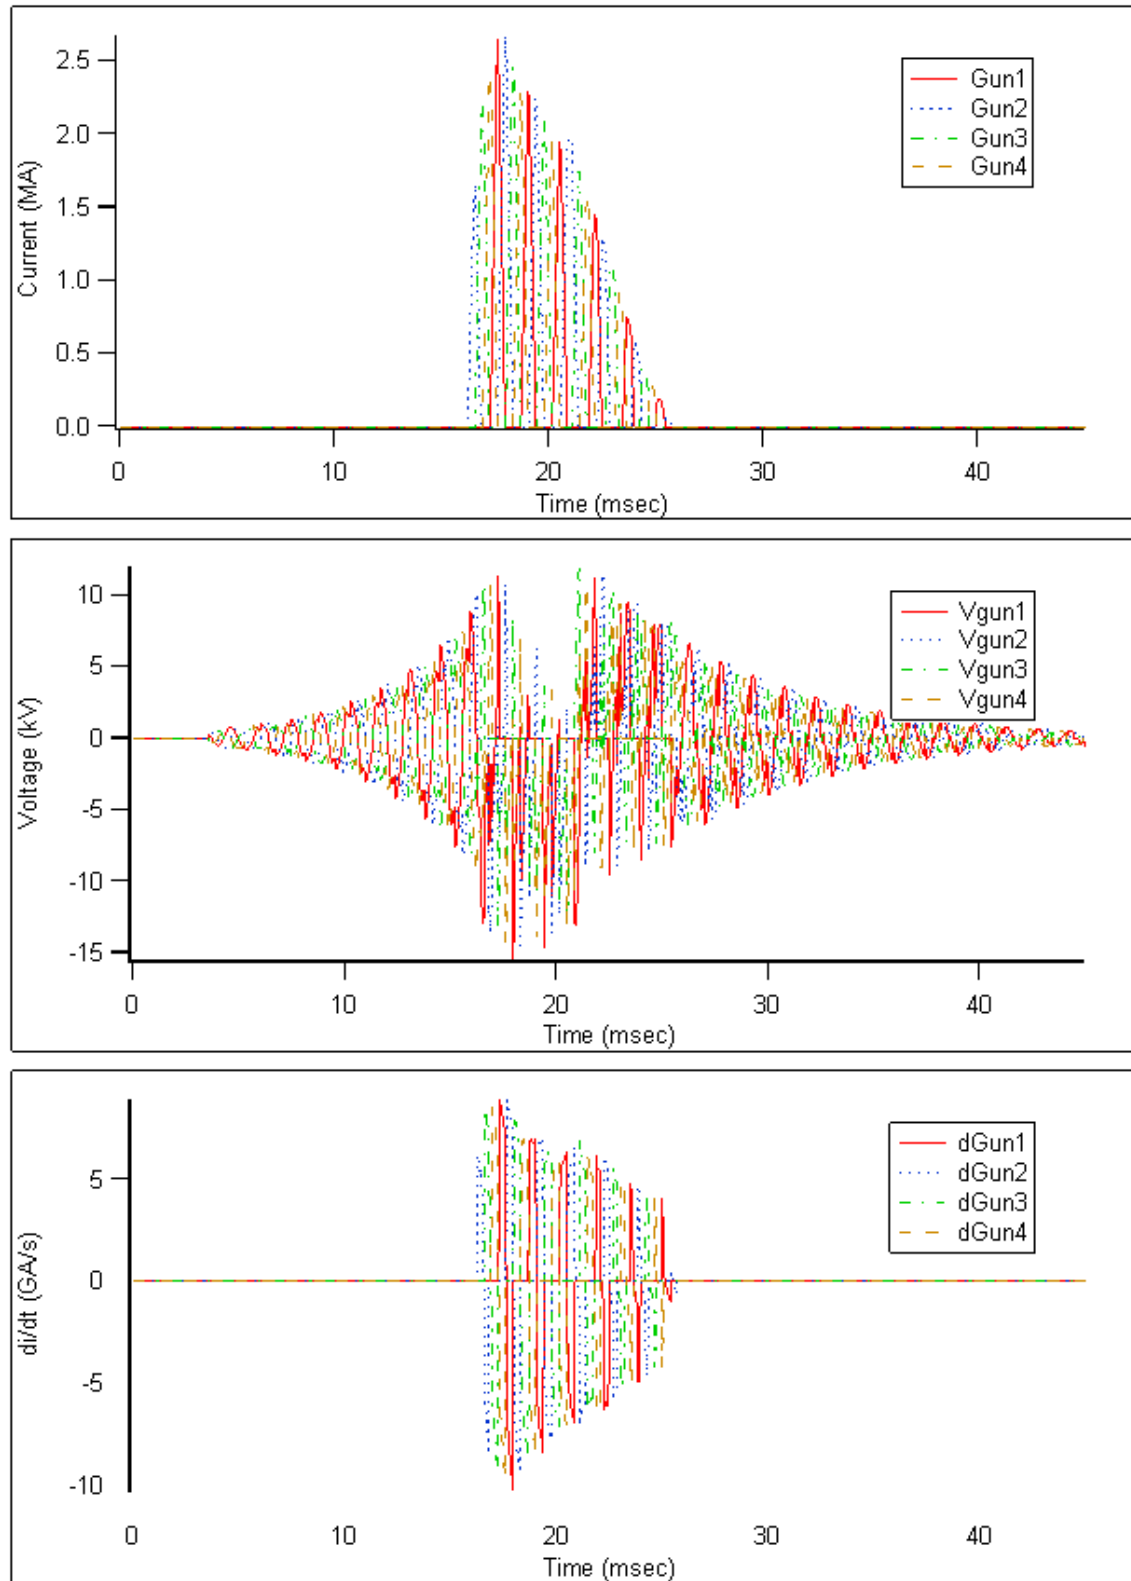 Current (MA)
2.5
2.0
1.5
1.0
0.5
0.0
Gun1
Gun2
Gun3
Gun4
0 10 20 30 40
Time (msec)
Voltage (kV)
10
5
0
-5
-10
-15
Vgun1
Vgun2
Vgun3
Vgun4
0 10 20 30 40
Time (msec)
di/dt (GA/s)
5
0
-5
-10
dGun1
dGun2
dGun3
dGun4
0 10 20 30 40
Time (msec)